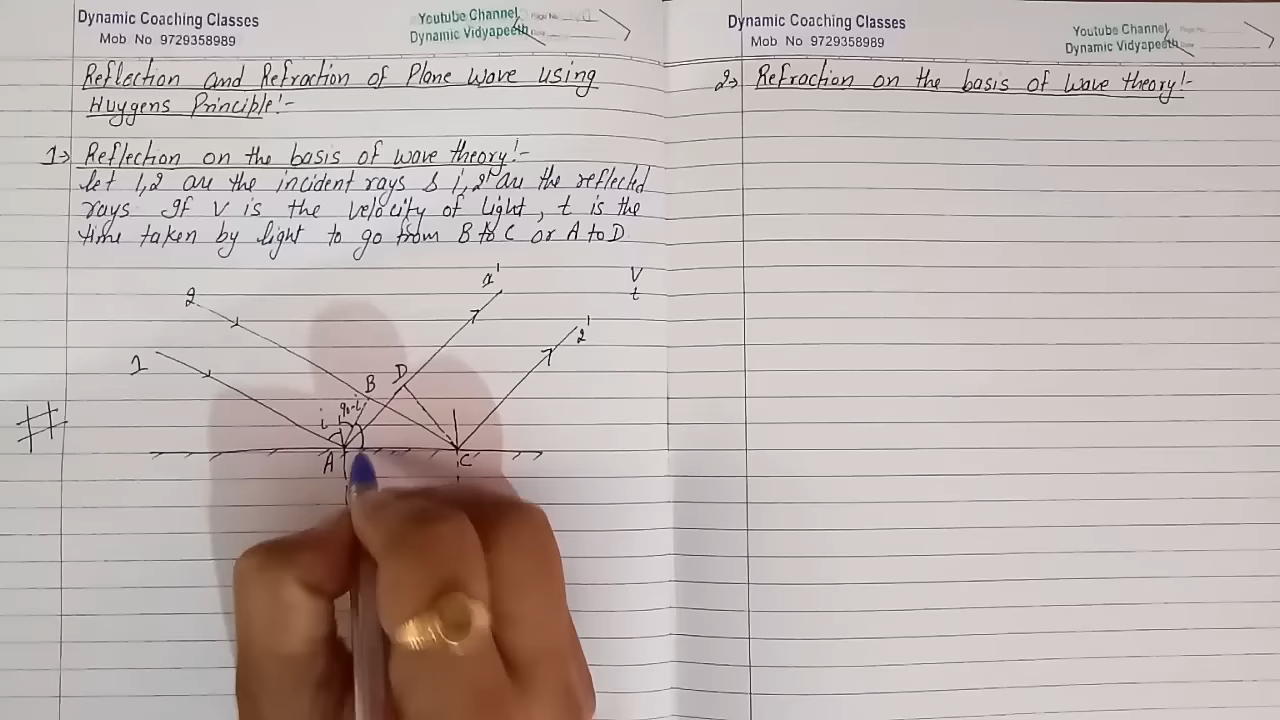 Dynamic Coaching Classes
Mob No 9729358989
Youtube Channel
Dynamic Vidyapeeth
Page No.
Reflection and Refraction of Plane wave using
Huygens Principle!-
1→ Reflection on the basis of wave theory!-
let 1,2 are the incident rays & 1', 2' are the reflected
rays. If V is the velocity of light, t is the
time taken by light to go from B to C or A to D
V
t
2
1'
2'
1
B
D
i
90-i
A
C
Dynamic Coaching Classes
Mob No 9729358989
Youtube Channel
Dynamic Vidyapeeth
2→ Refraction on the basis of wave theory!-